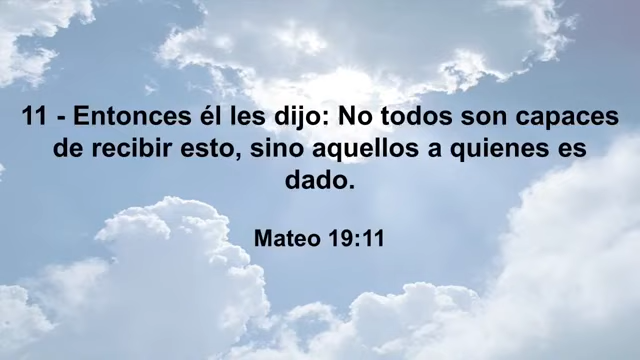 11 - Entonces él les dijo: No todos son capaces
de recibir esto, sino aquellos a quienes es
dado.
Mateo 19:11